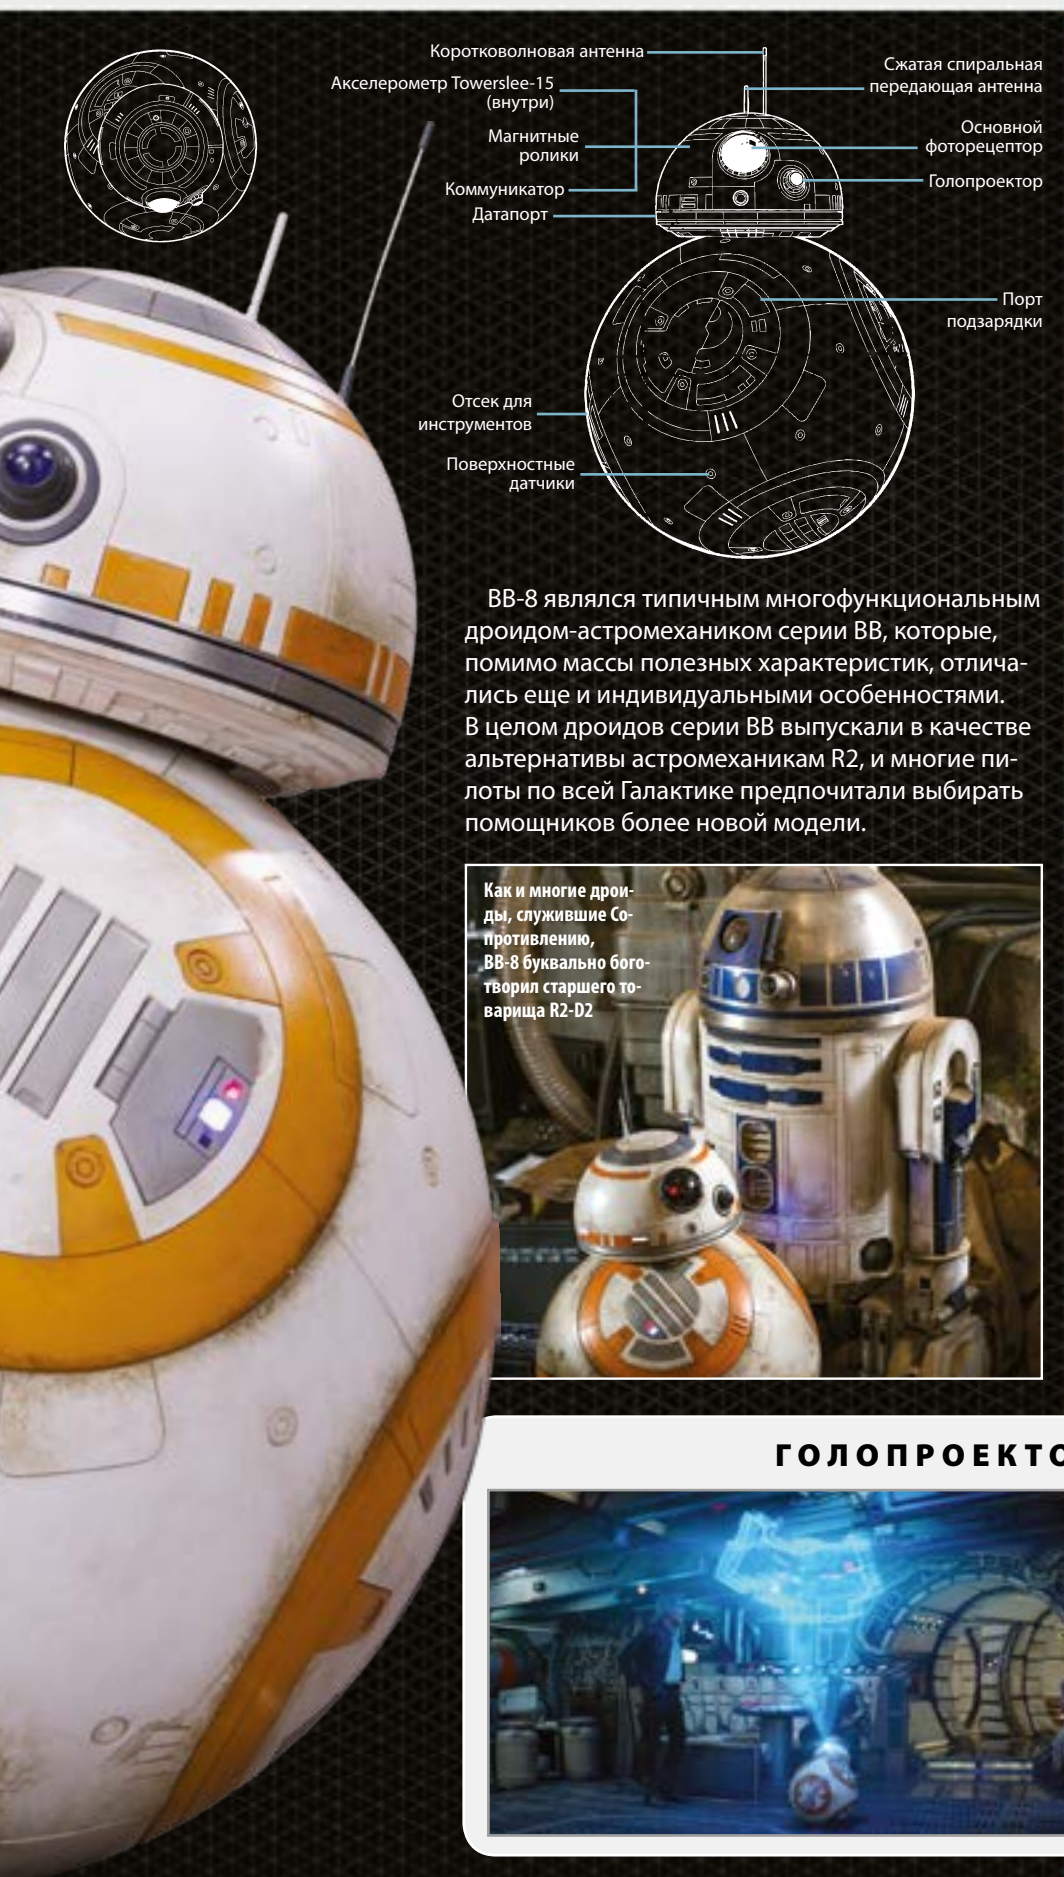 Коротковолновая антенна
Акселерометр Towerslee-15
(внутри)
Магнитные
ролики
Коммуникатор
Датапорт
Сжатая спиральная
передающая антенна
Основной
фоторецептор
Голопроектор
Порт
подзарядки
Отсек для
инструментов
Поверхностные
датчики
BB-8 являлся типичным многофункциональным
дроидом-астромехаником серии BB, которые,
помимо массы полезных характеристик, отлича-
лись еще и индивидуальными особенностями.
В целом дроидов серии BB выпускали в качестве
альтернативы астромеханикам R2, и многие пи-
лоты по всей Галактике предпочитали выбирать
помощников более новой модели.
Как и многие дрои-
ды, служившие Со-
противлению,
BB-8 буквально бого-
творил старшего то-
варища R2-D2
ГОЛОПРОЕКТО